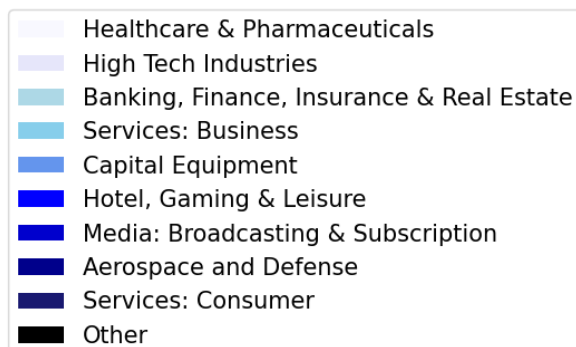 Healthcare & Pharmaceuticals
High Tech Industries
Banking, Finance, Insurance & Real Estate
Services: Business
Capital Equipment
Hotel, Gaming & Leisure
Media: Broadcasting & Subscription
Aerospace and Defense
Services: Consumer
Other